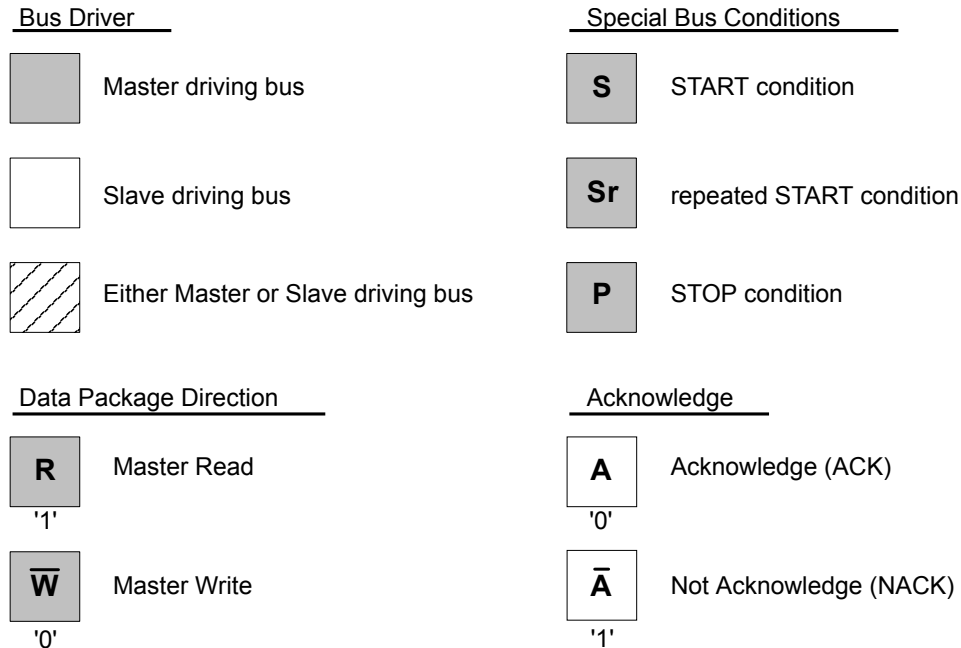 Bus Driver
Master driving bus
Slave driving bus
Either Master or Slave driving bus
Special Bus Conditions
S START condition
Sr repeated START condition
P STOP condition
Data Package Direction
R Master Read
'1'
W̅ Master Write
'0'
Acknowledge
A Acknowledge (ACK)
'0'
A̅ Not Acknowledge (NACK)
'1'